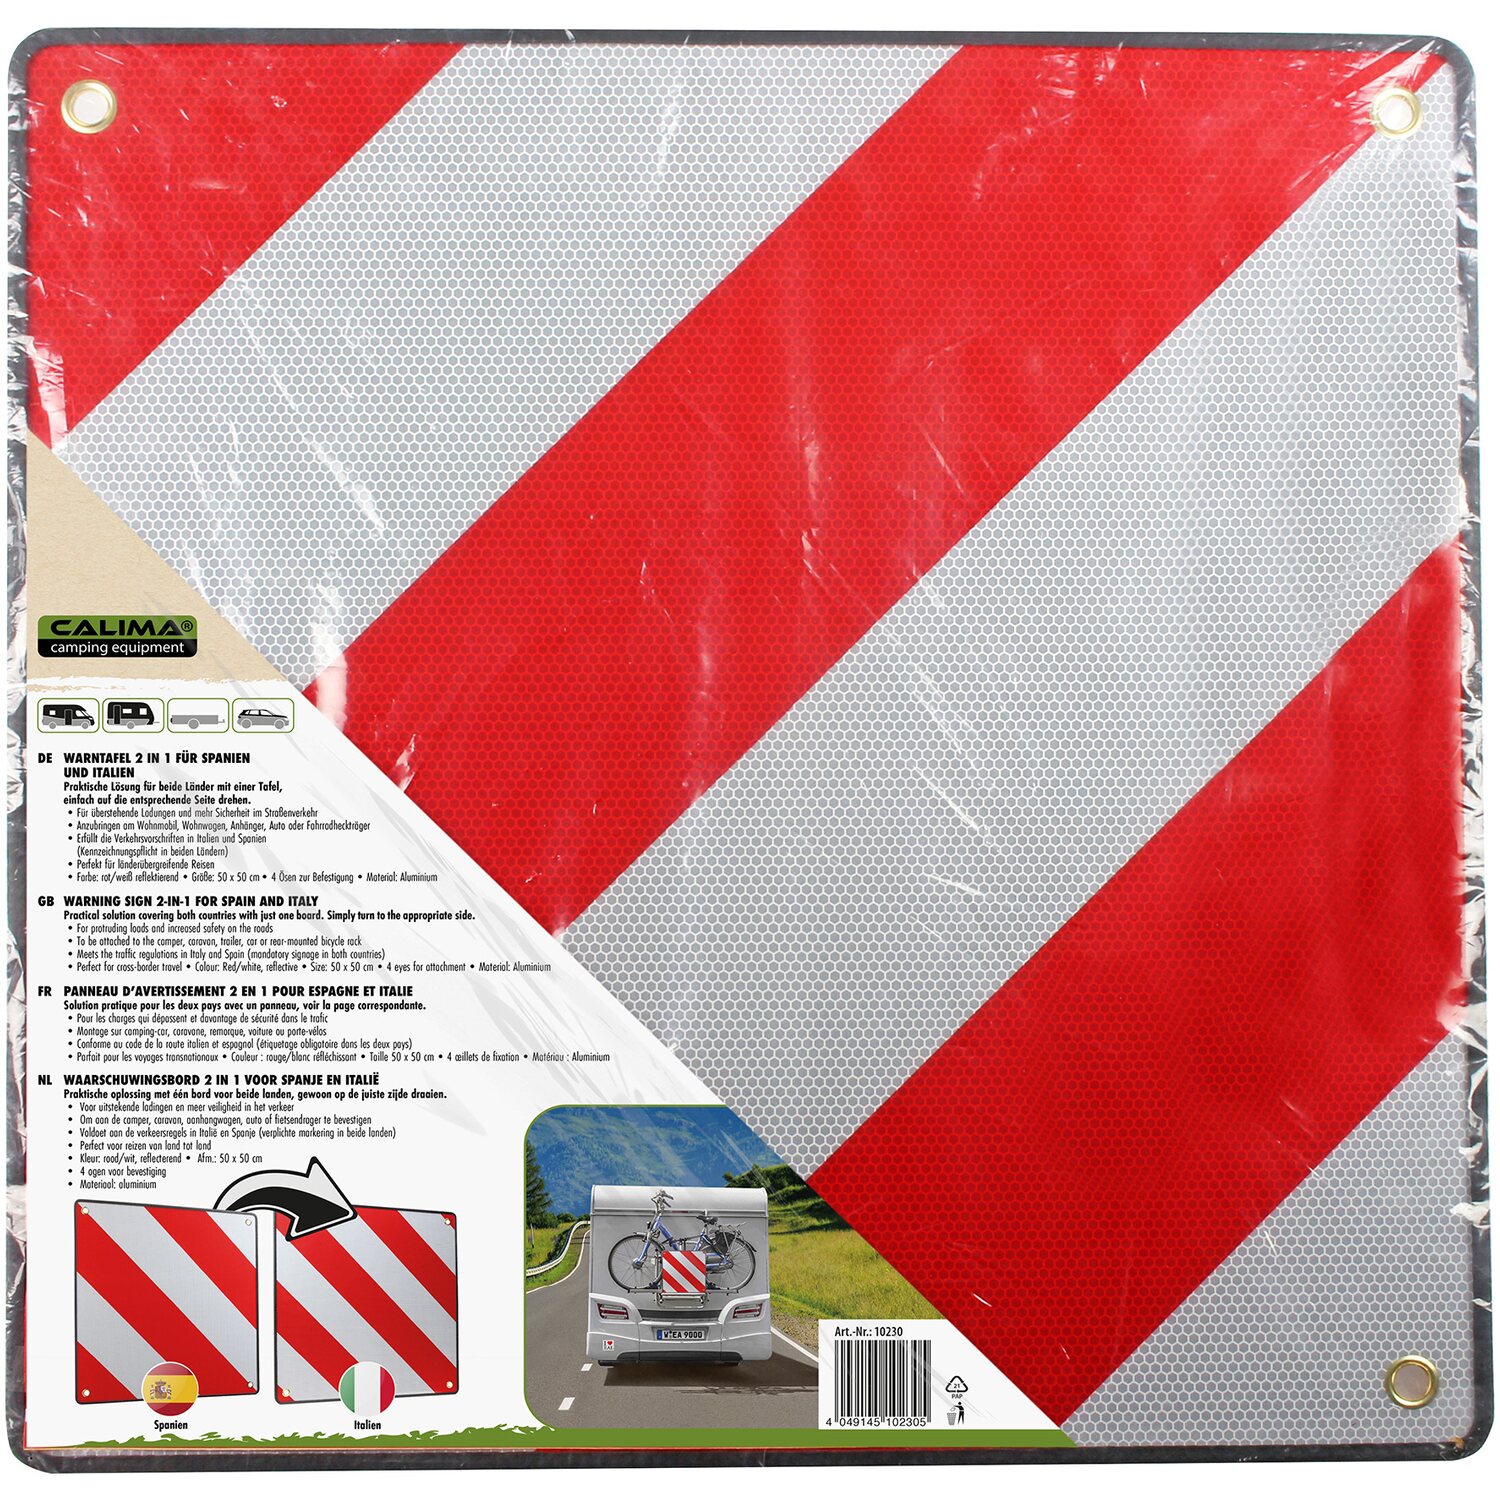 CALIMA®
camping equipment
DE WARNTAFEL 2 IN 1 FÜR SPANIEN
UND ITALIEN
Praktische Lösung für beide Länder mit einer Tafel,
einfach auf die entsprechende Seite drehen.
• Für überstehende Ladungen und mehr Sicherheit im Straßenverkehr
• Anzubringen am Wohnmobil, Wohnwagen, Anhänger, Auto oder Fahrradheckträger
• Erfüllt die Verkehrsvorschriften in Italien und Spanien
(Kennzeichnungspflicht in beiden Ländern)
• Perfekt für länderübergreifende Reisen
• Farbe: rot/weiß reflektierend • Größe: 50 x 50 cm • 4 Ösen zur Befestigung • Material: Aluminium
GB WARNING SIGN 2-IN-1 FOR SPAIN AND ITALY
Practical solution covering both countries with just one board. Simply turn to the appropriate side.
• For protruding loads and increased safety on the roads
• To be attached to the camper, caravan, trailer, car or rear-mounted bicycle rack
• Meets the traffic regulations in Italy and Spain (mandatory signage in both countries)
• Perfect for cross-border travel • Colour: Red/white, reflective • Size: 50 x 50 cm • 4 eyes for attachment • Material: Aluminium
FR PANNEAU D'AVERTISSEMENT 2 EN 1 POUR ESPAGNE ET ITALIE
Solution pratique pour les deux pays avec un panneau, voir la page correspondante.
• Pour les charges qui dépassent et davantage de sécurité dans le trafic
• Montage sur camping-car, caravane, remorque, voiture ou porte-vélos
• Conforme au code de la route italien et espagnol (étiquetage obligatoire dans les deux pays)
• Parfait pour les voyages transnationaux • Couleur : rouge/blanc réfléchissant • Taille 50 x 50 cm • 4 œillets de fixation • Matériau : Aluminium
NL WAARSCHUWINGSBORD 2 IN 1 VOOR SPANJE EN ITALIË
Praktische oplossing met één bord voor beide landen, gewoon op de juiste zijde draaien.
• Voor uitstekende ladingen en meer veiligheid in het verkeer
• Om aan de camper, caravan, aanhangwagen, auto of fietsendrager te bevestigen
• Voldoet aan de verkeersregels in Italië en Spanje (verplichte markering in beide landen)
• Perfect voor reizen van land tot land
• Kleur: rood/wit, reflecterend • Afm.: 50 x 50 cm
• 4 ogen voor bevestiging
• Materiaal: aluminium
Spanien
Italien
W EA 9000
Art.-Nr.: 10230
4 049145 102305
21
PAP